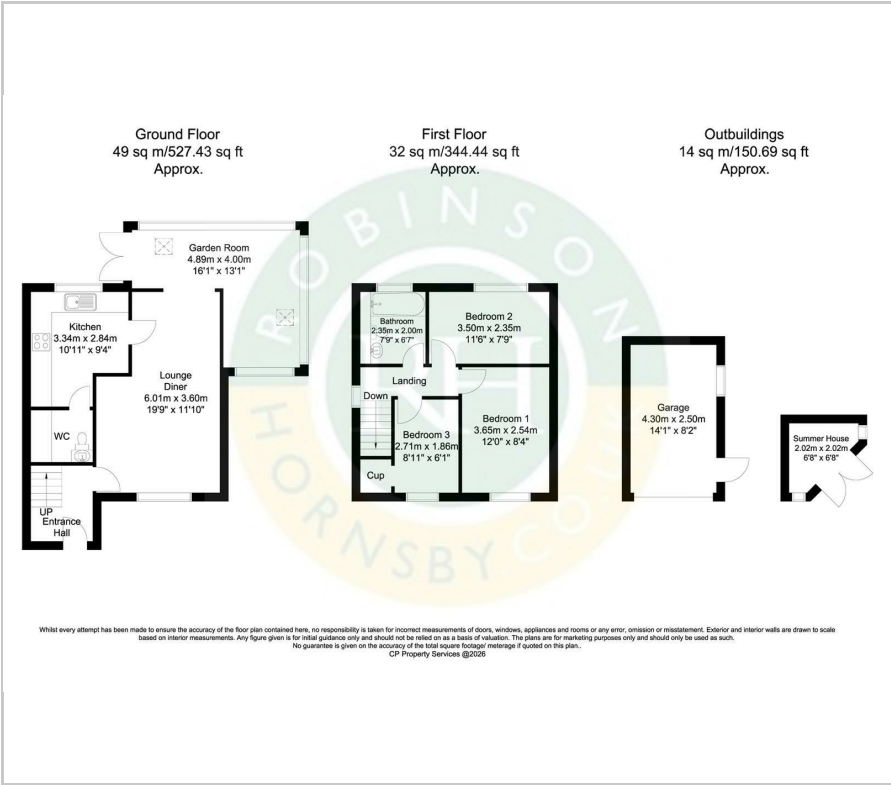 Ground Floor
49 sq m/527.43 sq ft
Approx.
First Floor
32 sq m/344.44 sq ft
Approx.
Outbuildings
14 sq m/150.69 sq ft
Approx.
Garden Room
4.89m x 4.00m
16'1" x 13'1"
Kitchen
3.34m x 2.84m
10'11" x 9'4"
Lounge
Diner
6.01m x 3.60m
19'9" x 11'10"
WC
UP
Entrance
Hall
Bathroom
2.35m x 2.00m
7'9" x 6'7"
Bedroom 2
3.50m x 2.35m
11'6" x 7'9"
Landing
Down
Bedroom 1
3.65m x 2.54m
12'0" x 8'4"
Bedroom 3
2.71m x 1.86m
8'11" x 6'1"
Cup
Garage
4.30m x 2.50m
14'1" x 8'2"
Summer House
2.02m x 2.02m
6'8" x 6'8"
ROBINSON
RH
HORNSBY.CO.UK
Whilst every attempt has been made to ensure the accuracy of the floor plan contained here, no responsibility is taken for incorrect measurements of doors, windows, appliances and rooms or any error, omission or misstatement. Exterior and interior walls are drawn to scale
based on interior measurements. Any figure given is for initial guidance only and should not be relied on as a basis of valuation. The plans are for marketing purposes only and should only be used as such.
No guarantee is given on the accuracy of the total square footage/ meterage if quoted on this plan..
CP Property Services @2026